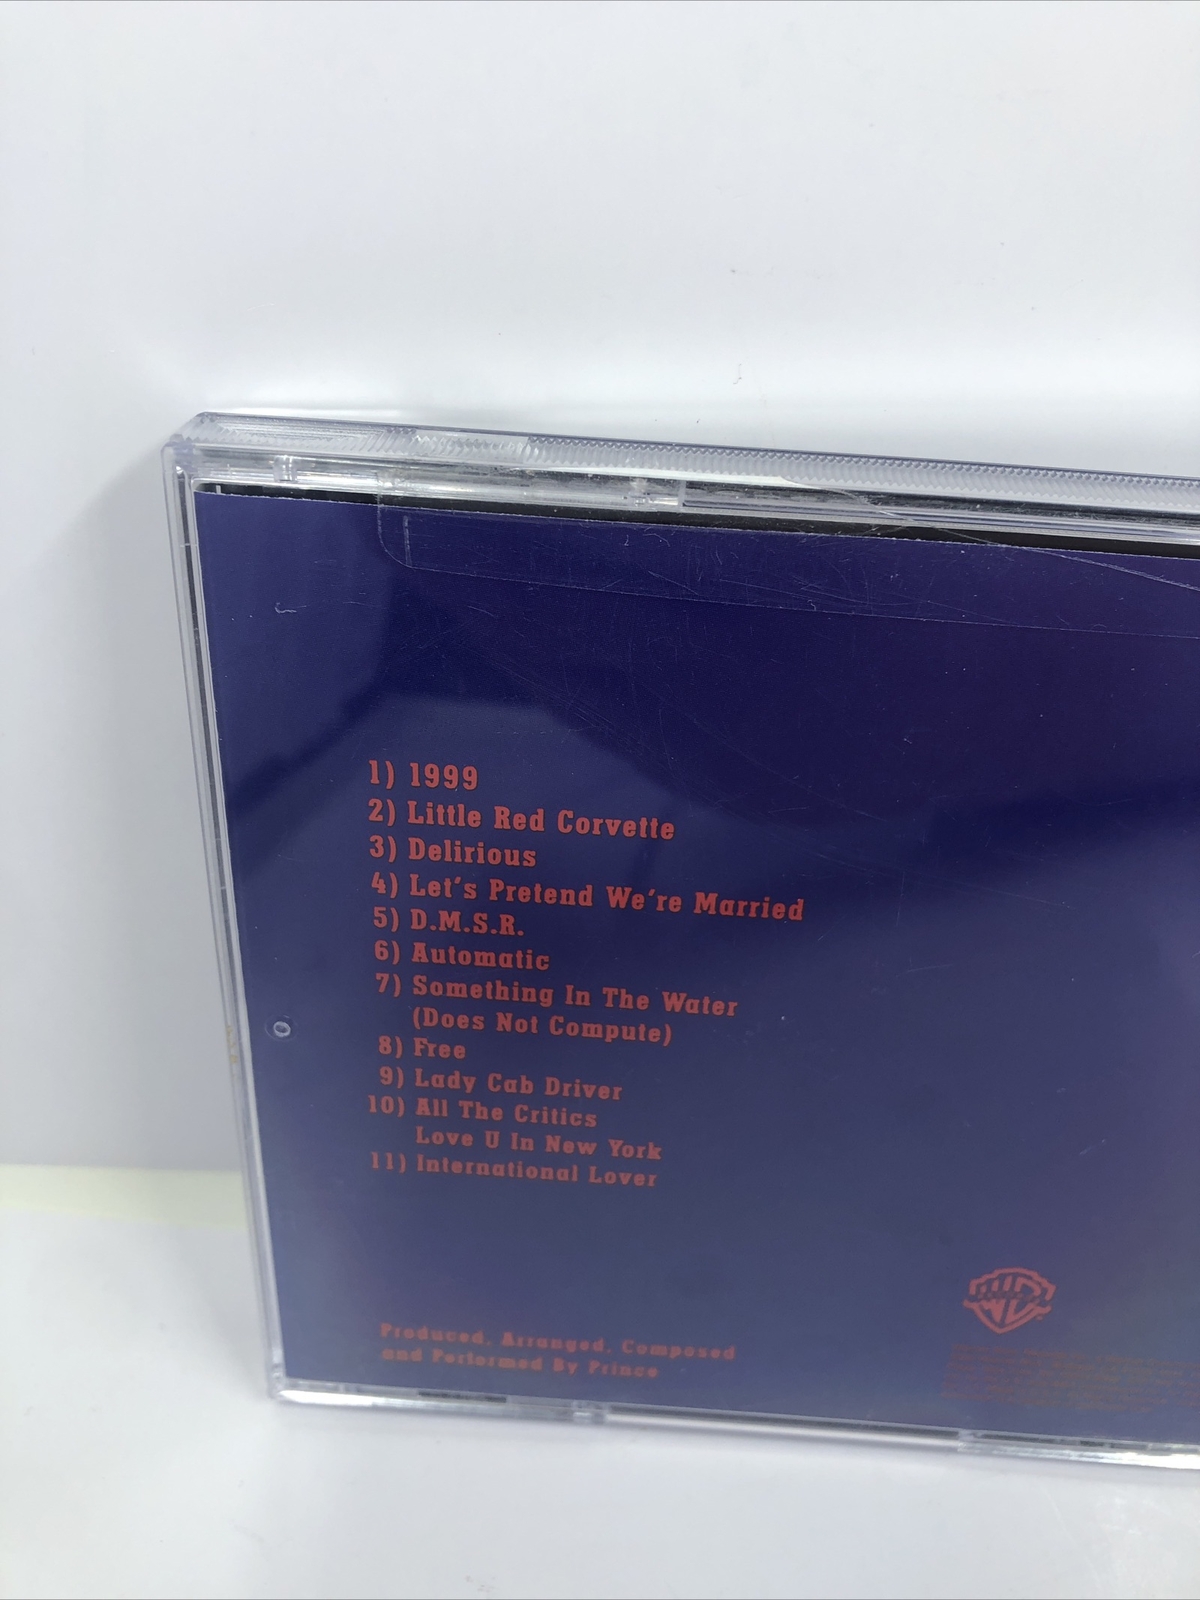 1) 1999
2) Little Red Corvette
3) Delirious
4) Let's Pretend We're Married
5) D.M.S.R.
6) Automatic
7) Something In The Water
(Does Not Compute)
8) Free
9) Lady Cab Driver
10) All The Critics
Love U In New York
11) International Lover
Produced, Arranged, Composed
and Performed By Prince